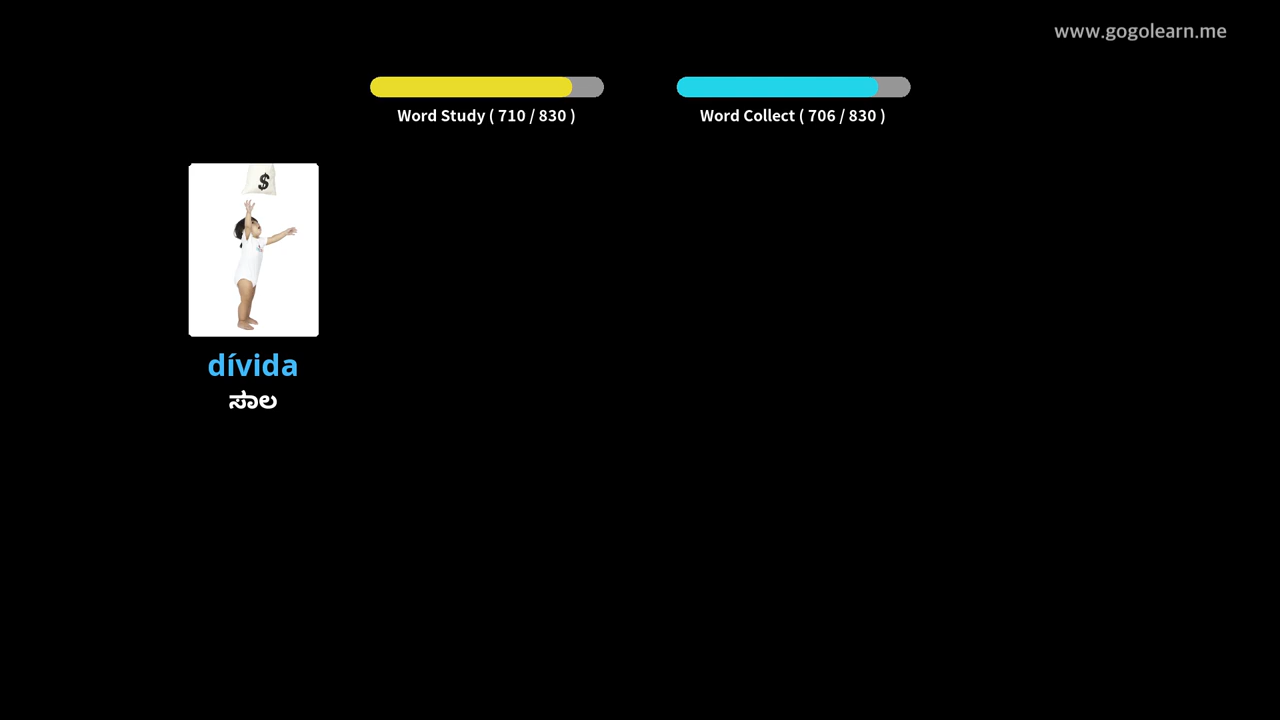 www.gogolearn.me
Word Study ( 710 / 830 )
Word Collect ( 706 / 830 )
$
dívida
ಸಾಲ